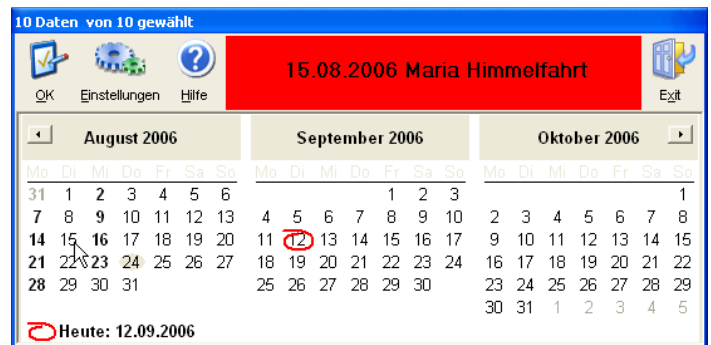 10 Daten von 10 gewählt
OK Einstellungen Hilfe 15.08.2006 Maria Himmelfahrt Exit
August 2006 September 2006 Oktober 2006
Mo Di Mi Do Fr Sa So Mo Di Mi Do Fr Sa So Mo Di Mi Do Fr Sa So
31 1 2 3 4 5 6 1 2 3 1
7 8 9 10 11 12 13 4 5 6 7 8 9 10 2 3 4 5 6 7 8
14 15 16 17 18 19 20 11 12 13 14 15 16 17 9 10 11 12 13 14 15
21 22 23 24 25 26 27 18 19 20 21 22 23 24 16 17 18 19 20 21 22
28 29 30 31 25 26 27 28 29 30 23 24 25 26 27 28 29
30 31 1 2 3 4 5
Heute: 12.09.2006